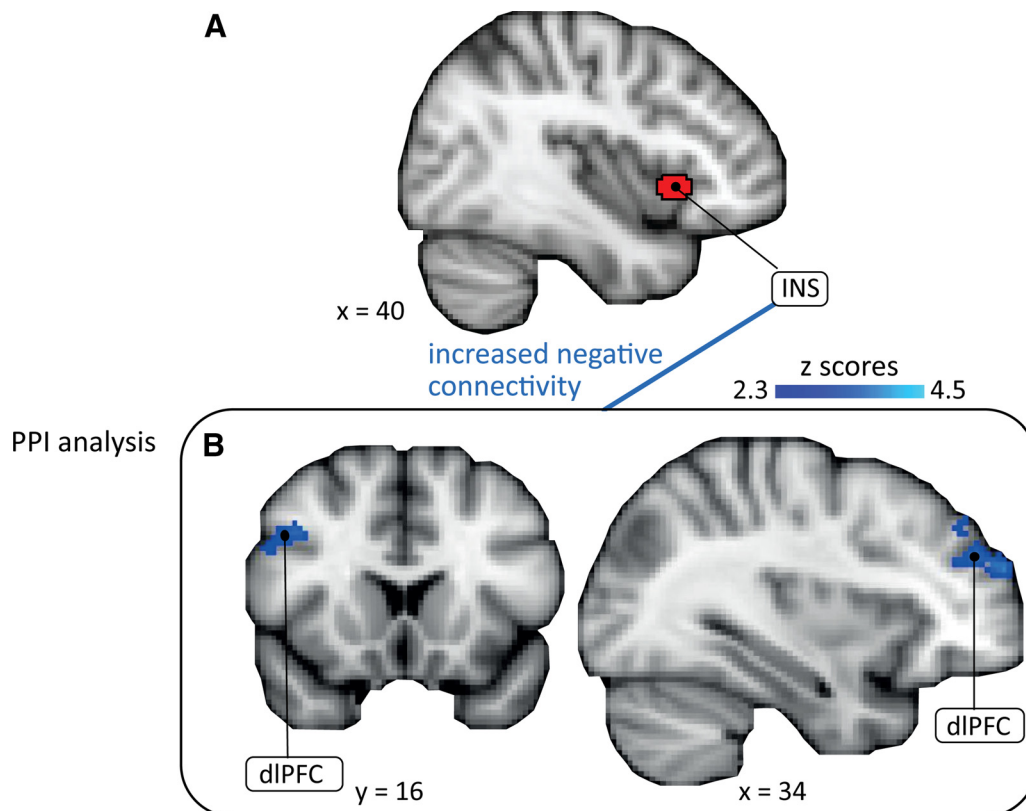 A
INS
x = 40
increased negative
connectivity
z scores
2.3 4.5
PPI analysis
B
dlPFC
dlPFC
y = 16
x = 34